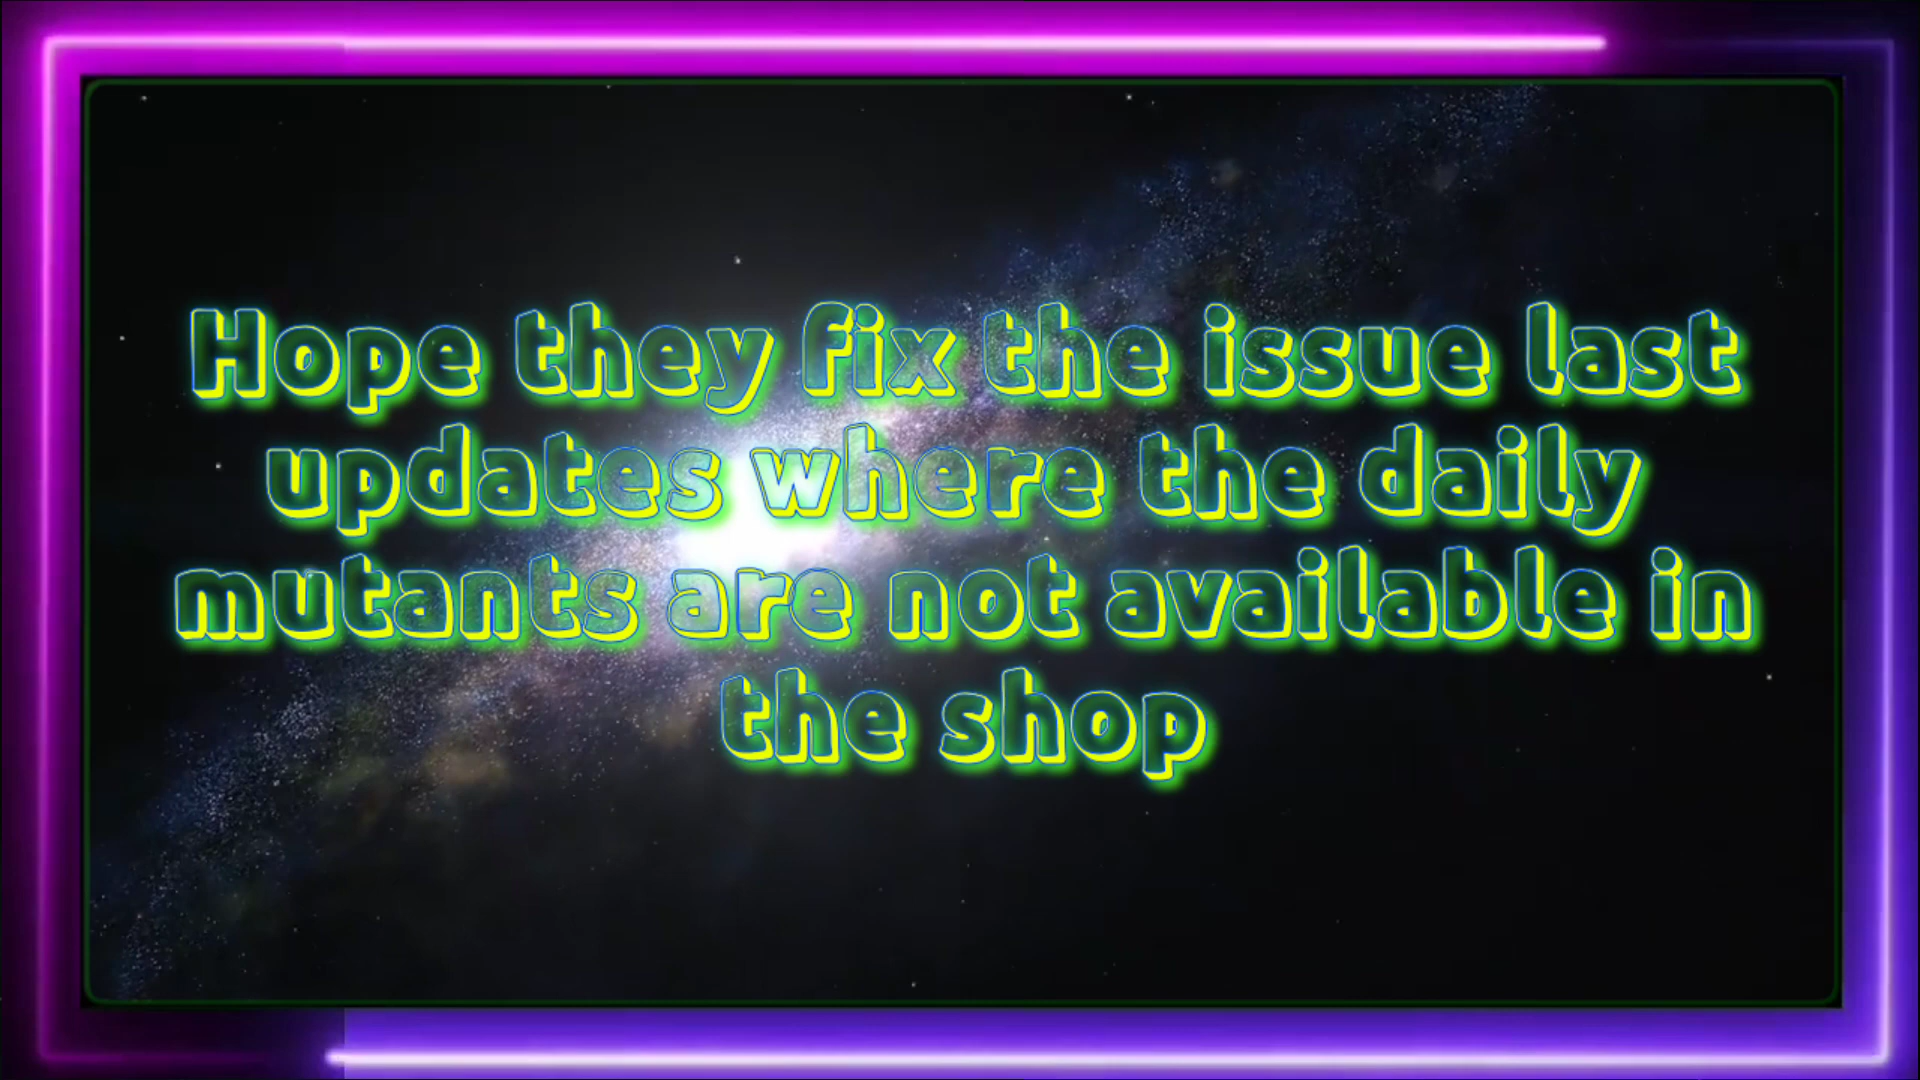 Hope they fix the issue last
updates where the daily
mutants are not available in
the shop